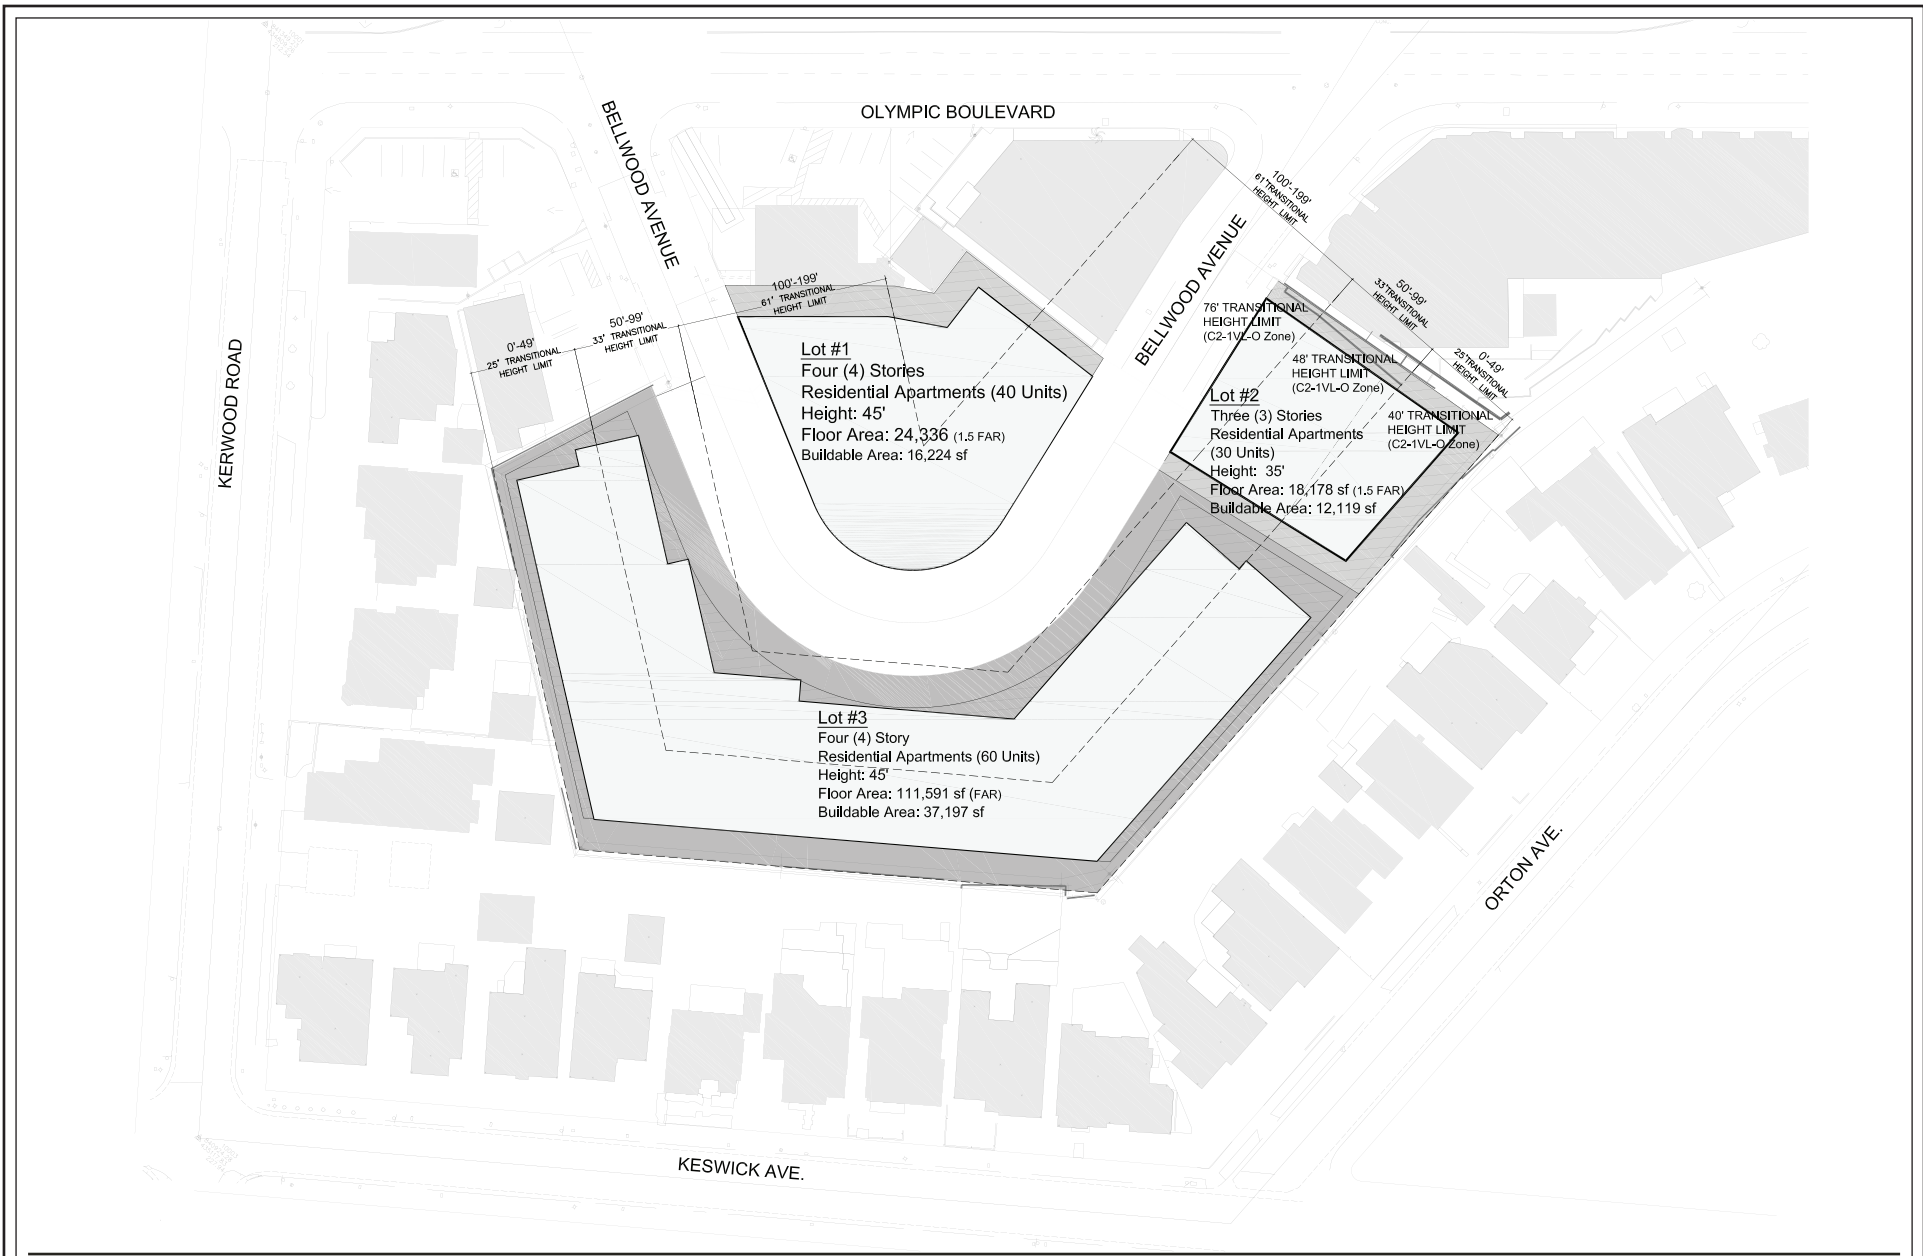 OLYMPIC BOULEVARD
BELLWOOD AVENUE
100'-199'
61' TRANSITIONAL
HEIGHT LIMIT
BELLWOOD AVENUE
100'-199'
61' TRANSITIONAL
HEIGHT LIMIT
50'-99'
33' TRANSITIONAL
HEIGHT LIMIT
0'-49'
25' TRANSITIONAL
HEIGHT LIMIT
50'-99'
33' TRANSITIONAL
HEIGHT LIMIT
0'-49'
25' TRANSITIONAL
HEIGHT LIMIT
76' TRANSITIONAL
HEIGHT LIMIT
(C2-1VL-O Zone)
48' TRANSITIONAL
HEIGHT LIMIT
(C2-1VL-O Zone)
40' TRANSITIONAL
HEIGHT LIMIT
(C2-1VL-O Zone)
KERWOOD ROAD
Lot #1
Four (4) Stories
Residential Apartments (40 Units)
Height: 45'
Floor Area: 24,336 (1.5 FAR)
Buildable Area: 16,224 sf
Lot #2
Three (3) Stories
Residential Apartments
(30 Units)
Height: 35'
Floor Area: 18,178 sf (1.5 FAR)
Buildable Area: 12,119 sf
Lot #3
Four (4) Story
Residential Apartments (60 Units)
Height: 45'
Floor Area: 111,591 sf (FAR)
Buildable Area: 37,197 sf
ORTON AVE.
KESWICK AVE.